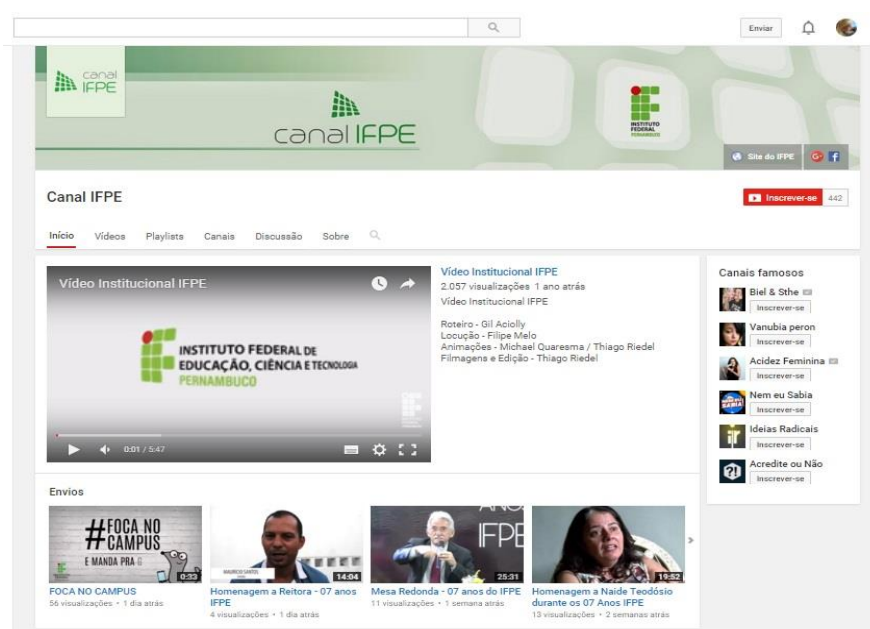 Enviar
canal
IFPE
canal IFPE
INSTITUTO
FEDERAL
PERNAMBUCO
Site do IFPE
Canal IFPE
Inscrever-se 442
Início Vídeos Playlists Canais Discussão Sobre
Vídeo Institucional IFPE
INSTITUTO FEDERAL DE
EDUCAÇÃO, CIÊNCIA E TECNOLOGIA
PERNAMBUCO
0:01 / 5:47
Vídeo Institucional IFPE
2.057 visualizações 1 ano atrás
Vídeo Institucional IFPE
Roteiro - Gil Aciolly
Locução - Filipe Melo
Animações - Michael Quaresma / Thiago Riedel
Filmagens e Edição - Thiago Riedel
Canais famosos
Biel & Sthe
Inscrever-se
Vanubia peron
Inscrever-se
Acidez Feminina
Inscrever-se
Nem eu Sabia
Inscrever-se
Ideias Radicais
Inscrever-se
Acredite ou Não
Inscrever-se
Envios
#FOCA NO
CAMPUS
E MANDA PRA
0:33
MAURICIO SANTOS
14:04
ANOS
IFPE
25:31
19:52
FOCA NO CAMPUS
56 visualizações • 1 dia atrás
Homenagem a Reitora - 07 anos
IFPE
4 visualizações • 1 dia atrás
Mesa Redonda - 07 anos do IFPE
11 visualizações • 1 semana atrás
Homenagem a Naide Teodósio
durante os 07 Anos IFPE
13 visualizações • 2 semanas atrás